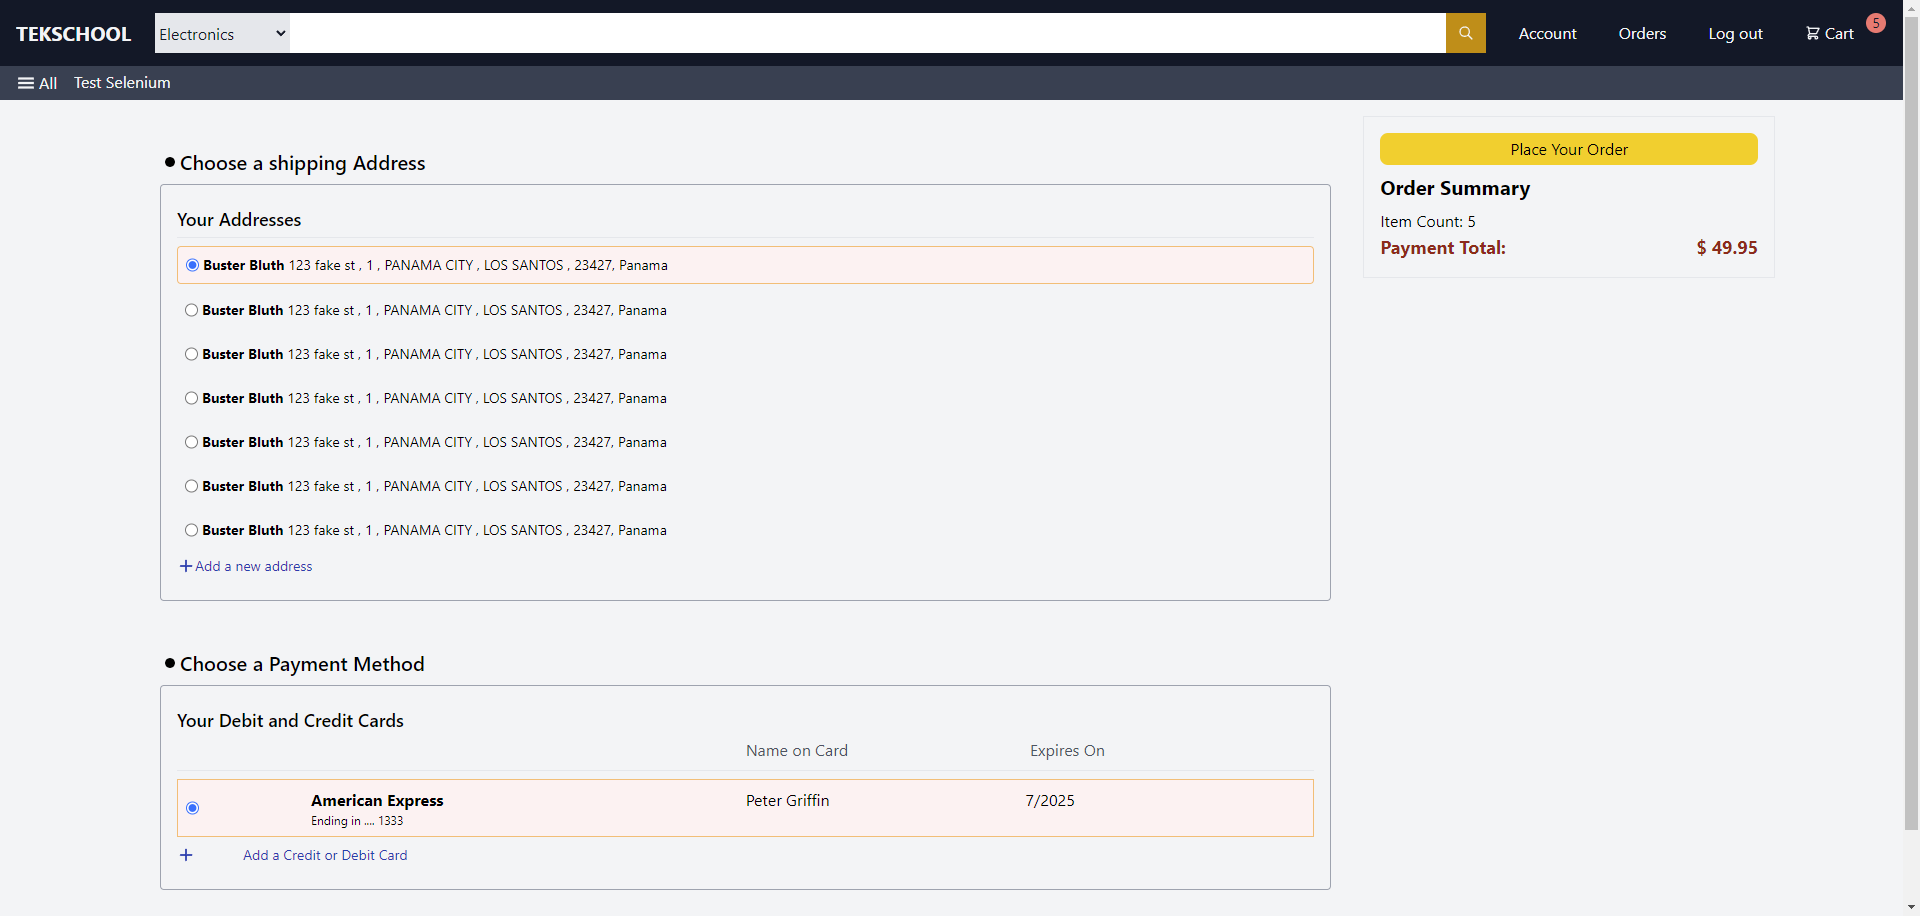 TEKSCHOOL Electronics Account Orders Log out Cart 5
All Test Selenium
Choose a shipping Address
Your Addresses
Buster Bluth 123 fake st , 1 , PANAMA CITY , LOS SANTOS , 23427, Panama
Buster Bluth 123 fake st , 1 , PANAMA CITY , LOS SANTOS , 23427, Panama
Buster Bluth 123 fake st , 1 , PANAMA CITY , LOS SANTOS , 23427, Panama
Buster Bluth 123 fake st , 1 , PANAMA CITY , LOS SANTOS , 23427, Panama
Buster Bluth 123 fake st , 1 , PANAMA CITY , LOS SANTOS , 23427, Panama
Buster Bluth 123 fake st , 1 , PANAMA CITY , LOS SANTOS , 23427, Panama
Buster Bluth 123 fake st , 1 , PANAMA CITY , LOS SANTOS , 23427, Panama
Add a new address
Choose a Payment Method
Your Debit and Credit Cards
Name on Card Expires On
American Express Peter Griffin 7/2025
Ending in .... 1333
Add a Credit or Debit Card
Place Your Order
Order Summary
Item Count: 5
Payment Total: $ 49.95